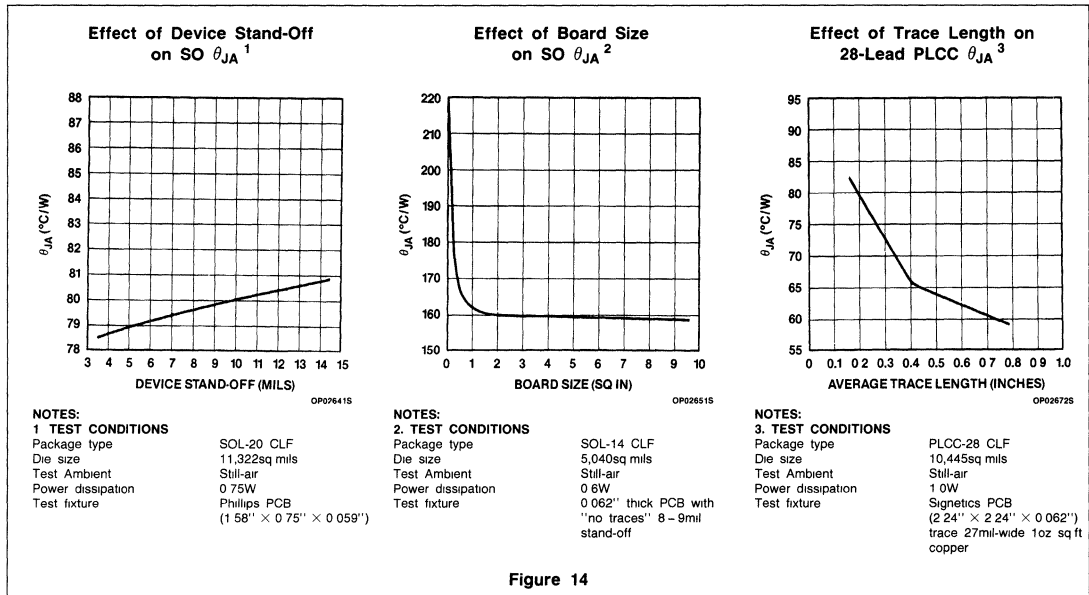 Effect of Device Stand-Off
on SO θJA 1
88
87
86
85
84
83
82
81
80
79
78
θJA (°C/W)
3 4 5 6 7 8 9 10 11 12 13 14 15
DEVICE STAND-OFF (MILS)
OP02641S
NOTES:
1 TEST CONDITIONS
Package type SOL-20 CLF
Die size 11,322sq mils
Test Ambient Still-air
Power dissipation 0 75W
Test fixture Phillips PCB
(1 58'' × 0 75'' × 0 059'')
Effect of Board Size
on SO θJA 2
220
210
200
190
180
170
160
150
θJA (°C/W)
0 1 2 3 4 5 6 7 8 9 10
BOARD SIZE (SQ IN)
OP02651S
NOTES:
2. TEST CONDITIONS
Package type SOL-14 CLF
Die size 5,040sq mils
Test Ambient Still-air
Power dissipation 0 6W
Test fixture 0 062'' thick PCB with
"no traces" 8 – 9mil
stand-off
Effect of Trace Length on
28-Lead PLCC θJA 3
95
90
85
80
75
70
65
60
55
θJA (°C/W)
0 0 1 0 2 0 3 0.4 0.5 0.6 0 7 0 8 0 9 1.0
AVERAGE TRACE LENGTH (INCHES)
OP02672S
NOTES:
3. TEST CONDITIONS
Package type PLCC-28 CLF
Die size 10,445sq mils
Test Ambient Still-air
Power dissipation 1 0W
Test fixture Signetics PCB
(2 24'' × 2 24'' × 0 062'')
trace 27mil-wide 1oz sq ft
copper
Figure 14